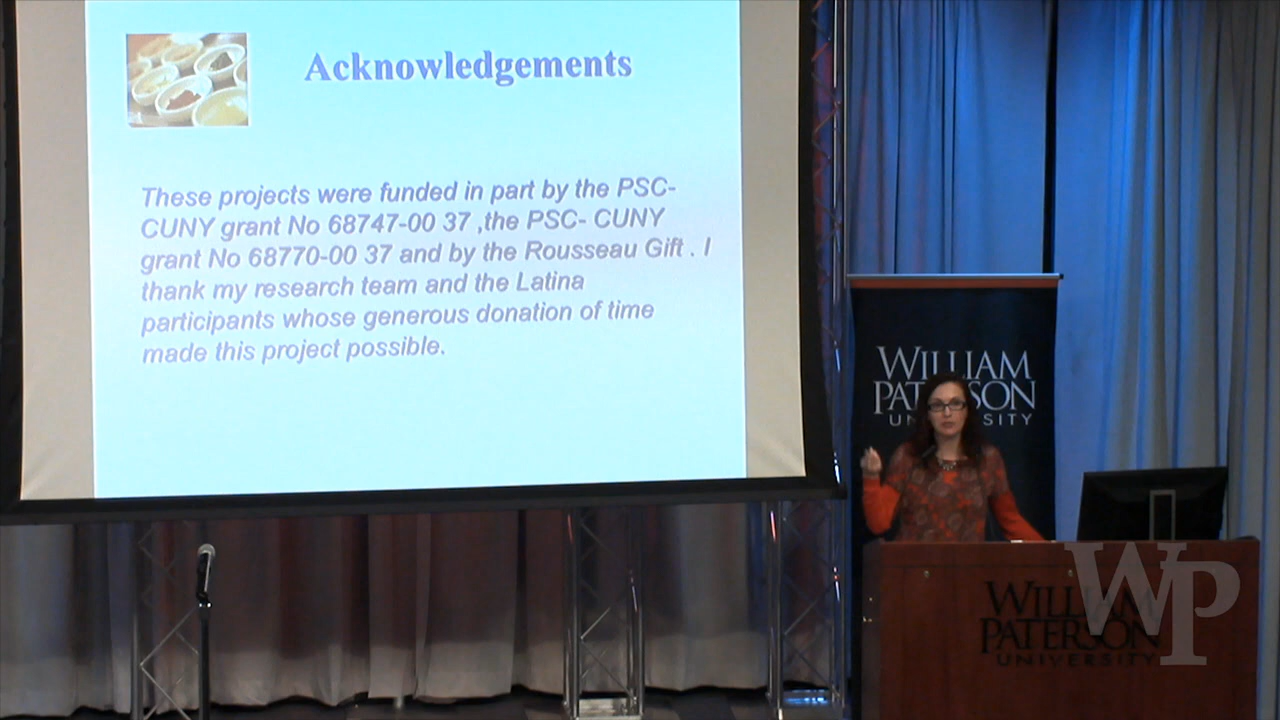 Acknowledgements
These projects were funded in part by the PSC-
CUNY grant No 68747-00 37 ,the PSC- CUNY
grant No 68770-00 37 and by the Rousseau Gift . I
thank my research team and the Latina
participants whose generous donation of time
made this project possible.
WILLIAM
PATERSON
UNIVERSITY
WILLIAM
PATERSON
UNIVERSITY
WP